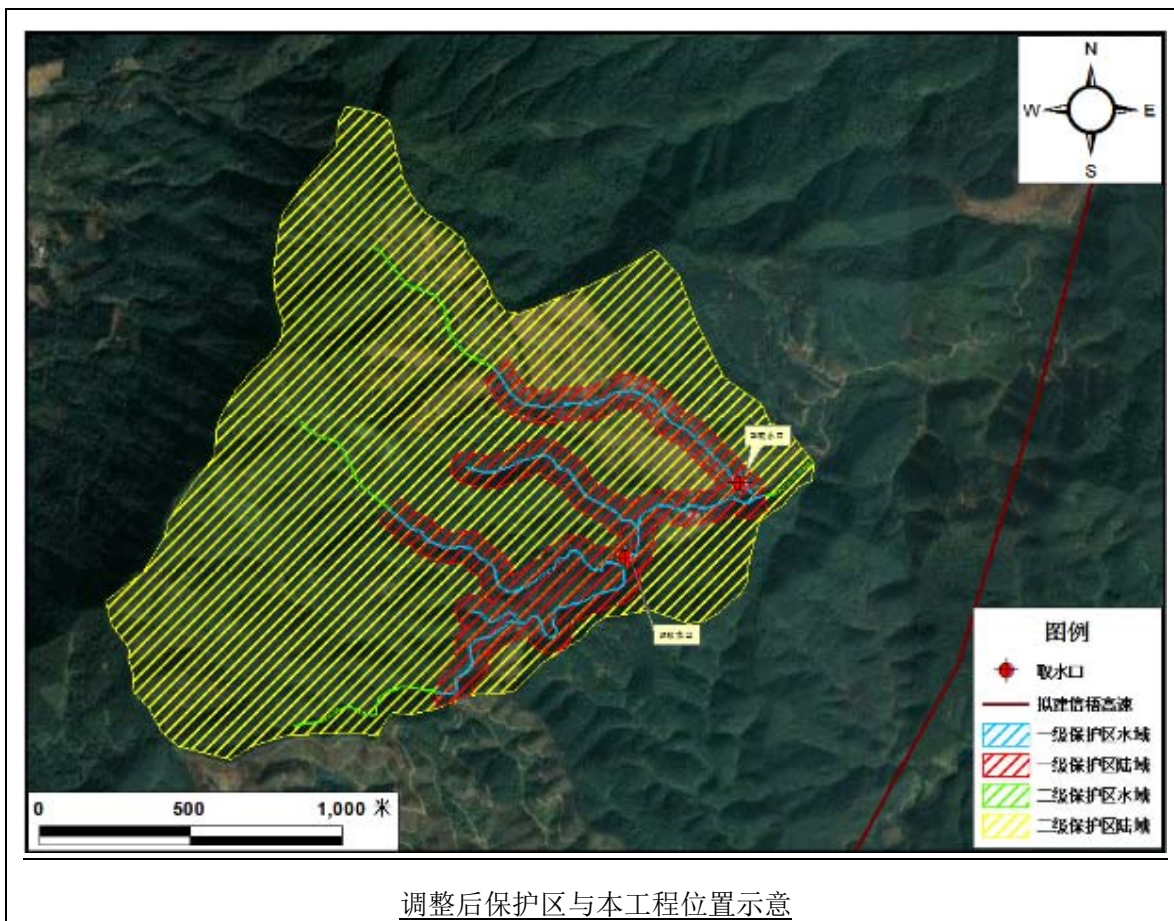 N
W
E
S
图例
取水口
拟建信梧高速
一级保护区水域
一级保护区陆域
二级保护区水域
二级保护区陆域
0 500 1,000 米
调整后保护区与本工程位置示意